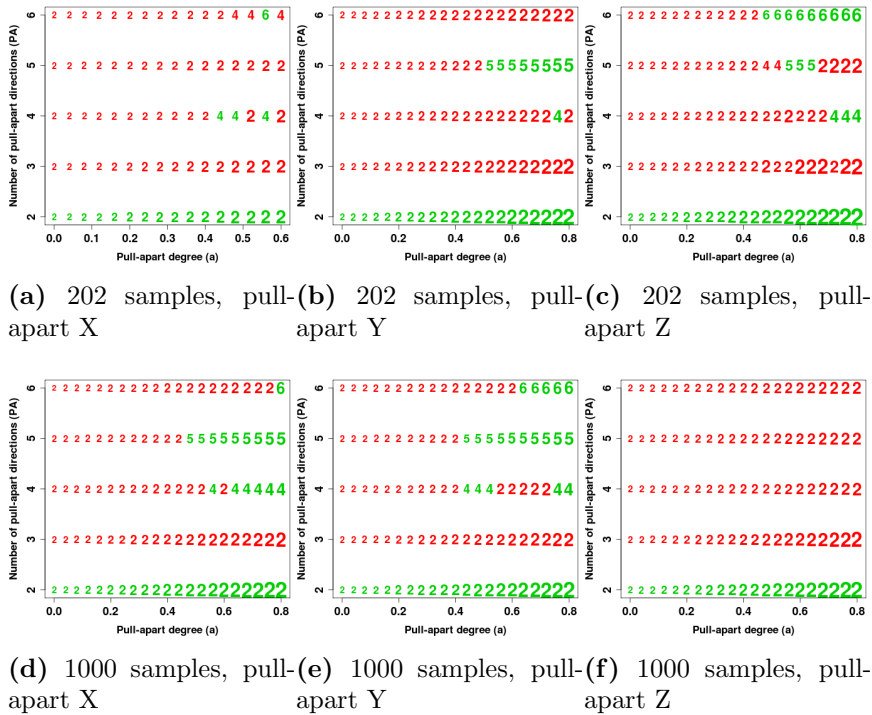 Number of pull-apart directions (PA)
6 2 2 2 2 2 2 2 2 2 2 2 2 4 4 6 4
5 2 2 2 2 2 2 2 2 2 2 2 2 2 2 2 2
4 2 2 2 2 2 2 2 2 2 2 2 4 4 2 4 2
3 2 2 2 2 2 2 2 2 2 2 2 2 2 2 2 2
2 2 2 2 2 2 2 2 2 2 2 2 2 2 2 2 2
0.0 0.1 0.2 0.3 0.4 0.5 0.6
Pull-apart degree (a)
(a) 202 samples, pull-
apart X
Number of pull-apart directions (PA)
6 2 2 2 2 2 2 2 2 2 2 2 2 2 2 2 2 2 2 2 2 2
5 2 2 2 2 2 2 2 2 2 2 2 2 2 5 5 5 5 5 5 5 5
4 2 2 2 2 2 2 2 2 2 2 2 2 2 2 2 2 2 2 2 4 2
3 2 2 2 2 2 2 2 2 2 2 2 2 2 2 2 2 2 2 2 2 2
2 2 2 2 2 2 2 2 2 2 2 2 2 2 2 2 2 2 2 2 2 2
0.0 0.2 0.4 0.6 0.8
Pull-apart degree (a)
(b) 202 samples, pull-
apart Y
Number of pull-apart directions (PA)
6 2 2 2 2 2 2 2 2 2 2 2 2 6 6 6 6 6 6 6 6 6
5 2 2 2 2 2 2 2 2 2 2 2 2 4 4 5 5 5 2 2 2 2
4 2 2 2 2 2 2 2 2 2 2 2 2 2 2 2 2 2 2 4 4 4
3 2 2 2 2 2 2 2 2 2 2 2 2 2 2 2 2 2 2 2 2 2
2 2 2 2 2 2 2 2 2 2 2 2 2 2 2 2 2 2 2 2 2 2
0.0 0.2 0.4 0.6 0.8
Pull-apart degree (a)
(c) 202 samples, pull-
apart Z
Number of pull-apart directions (PA)
6 2 2 2 2 2 2 2 2 2 2 2 2 2 2 2 2 2 2 2 2 6
5 2 2 2 2 2 2 2 2 2 2 2 2 5 5 5 5 5 5 5 5 5
4 2 2 2 2 2 2 2 2 2 2 2 2 2 2 4 2 4 4 4 4 4
3 2 2 2 2 2 2 2 2 2 2 2 2 2 2 2 2 2 2 2 2 2
2 2 2 2 2 2 2 2 2 2 2 2 2 2 2 2 2 2 2 2 2 2
0.0 0.2 0.4 0.6 0.8
Pull-apart degree (a)
(d) 1000 samples, pull-
apart X
Number of pull-apart directions (PA)
6 2 2 2 2 2 2 2 2 2 2 2 2 2 2 2 2 6 6 6 6 6
5 2 2 2 2 2 2 2 2 2 2 2 5 5 5 5 5 5 5 5 5 5
4 2 2 2 2 2 2 2 2 2 2 2 4 4 4 2 2 2 2 2 4 4
3 2 2 2 2 2 2 2 2 2 2 2 2 2 2 2 2 2 2 2 2 2
2 2 2 2 2 2 2 2 2 2 2 2 2 2 2 2 2 2 2 2 2 2
0.0 0.2 0.4 0.6 0.8
Pull-apart degree (a)
(e) 1000 samples, pull-
apart Y
Number of pull-apart directions (PA)
6 2 2 2 2 2 2 2 2 2 2 2 2 2 2 2 2 2 2 2 2 2
5 2 2 2 2 2 2 2 2 2 2 2 2 2 2 2 2 2 2 2 2 2
4 2 2 2 2 2 2 2 2 2 2 2 2 2 2 2 2 2 2 2 2 2
3 2 2 2 2 2 2 2 2 2 2 2 2 2 2 2 2 2 2 2 2 2
2 2 2 2 2 2 2 2 2 2 2 2 2 2 2 2 2 2 2 2 2 2
0.0 0.2 0.4 0.6 0.8
Pull-apart degree (a)
(f) 1000 samples, pull-
apart Z